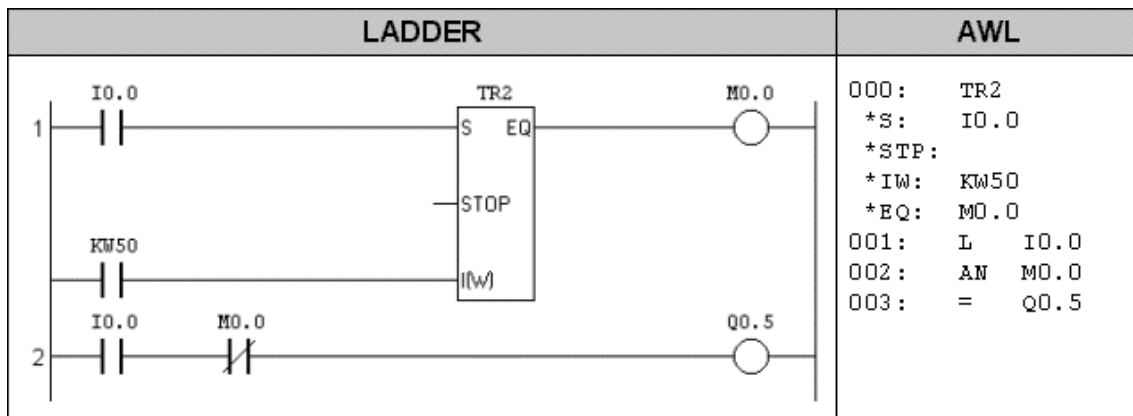 LADDER AWL
I0.0 TR2 M0.0
1 S EQ
STOP
KW50
I(W)
I0.0 M0.0 Q0.5
2
000: TR2
*S: I0.0
*STP:
*IW: KW50
*EQ: M0.0
001: L I0.0
002: AN M0.0
003: = Q0.5